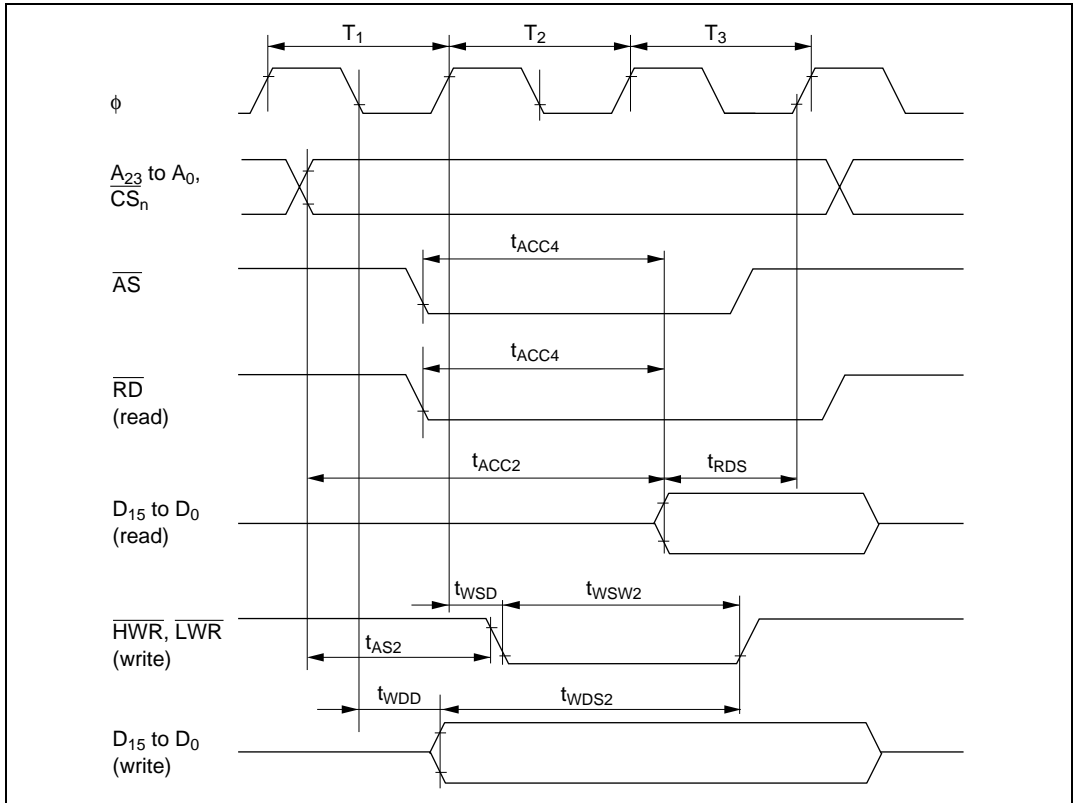 T1 T2 T3
ϕ
A23 to A0,
CSn
tACC4
AS
tACC4
RD
(read)
tACC2 tRDS
D15 to D0
(read)
tWSD tWSW2
HWR, LWR
tAS2
(write)
tWDD tWDS2
D15 to D0
(write)